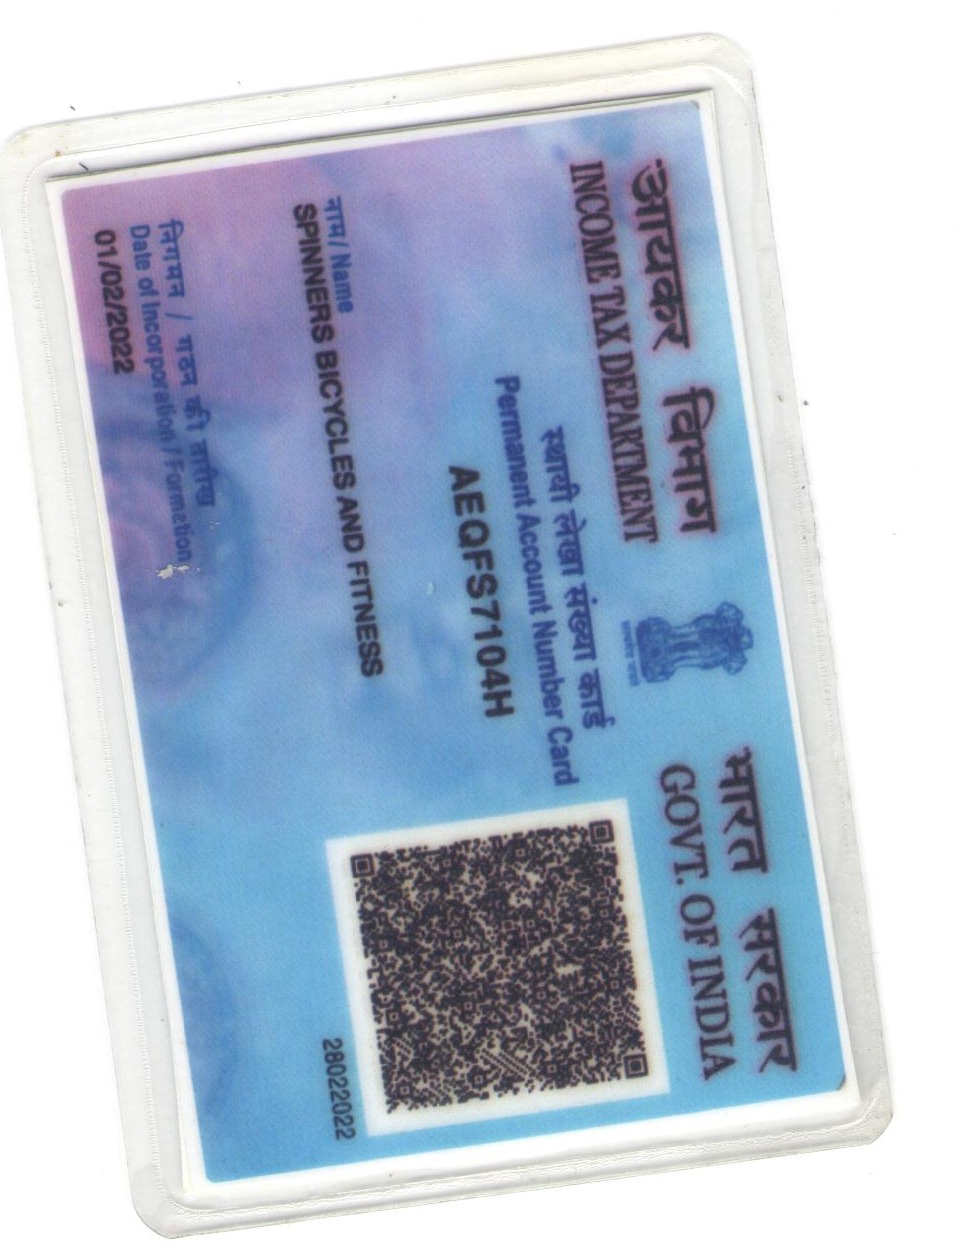 आयकर विभाग
INCOME TAX DEPARTMENT
सत्यमेव जयते
भारत सरकार
GOVT. OF INDIA
स्थायी लेखा संख्या कार्ड
Permanent Account Number Card
AEQFS7104H
नाम/ Name
SPINNERS BICYCLES AND FITNESS
28022022
निगमन / गठन की तारीख
Date of Incorporation / Formation
01/02/2022